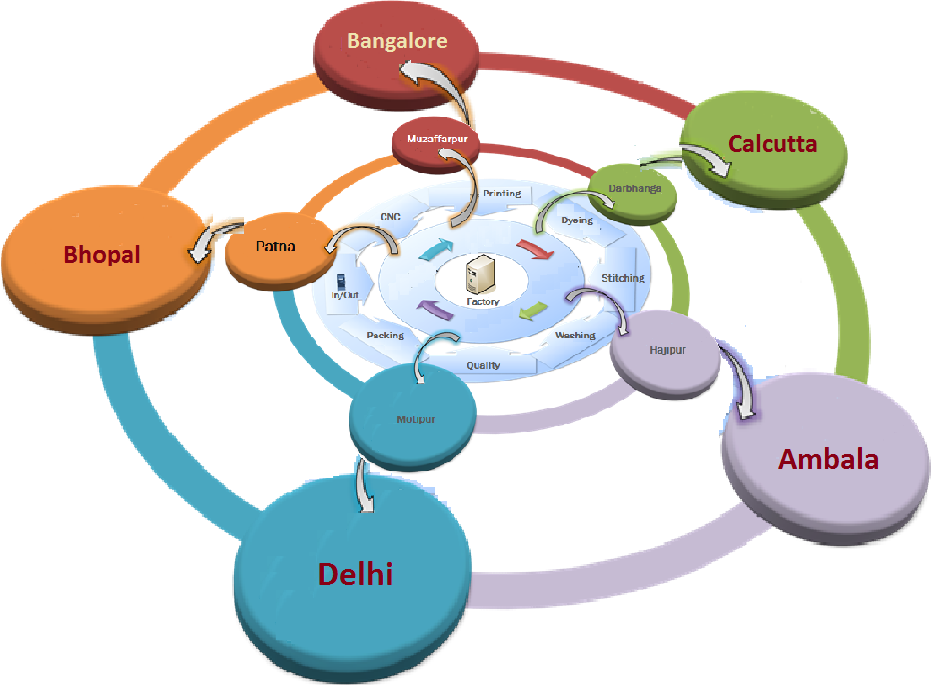 Bangalore
Muzaffarpur
Calcutta
Darbhanga
Printing
CNC
Dyeing
Bhopal
Patna
Stitching
In/Out
Factory
Packing
Washing
Hajipur
Quality
Motipur
Ambala
Delhi